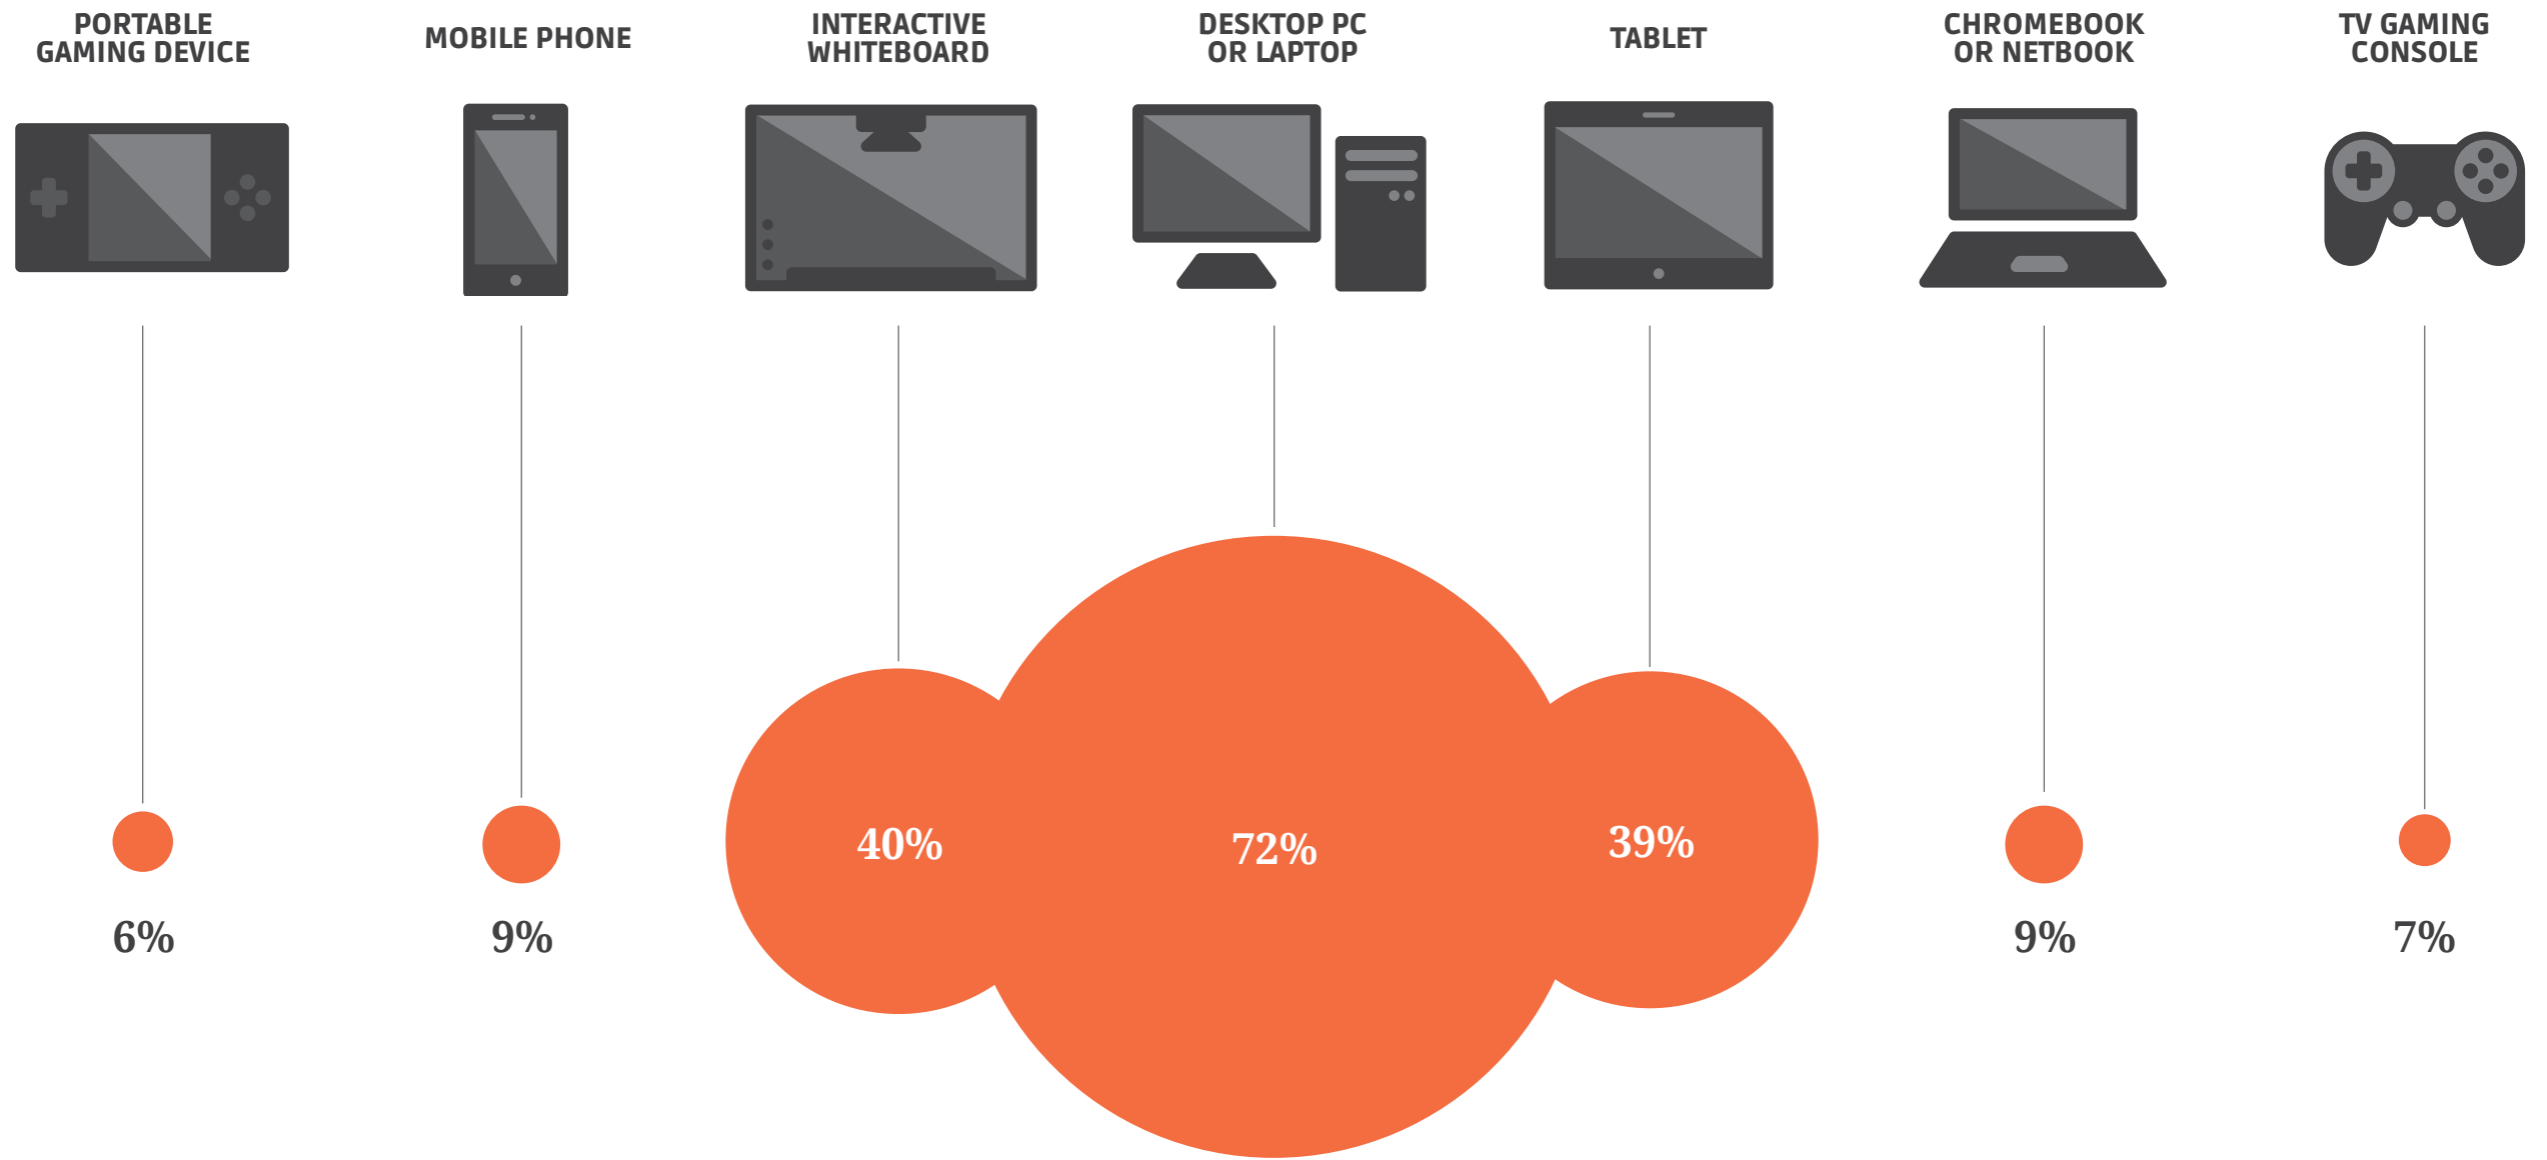 PORTABLE
GAMING DEVICE
MOBILE PHONE
INTERACTIVE
WHITEBOARD
DESKTOP PC
OR LAPTOP
TABLET
CHROMEBOOK
OR NETBOOK
TV GAMING
CONSOLE
40%
72%
39%
6%
9%
9%
7%